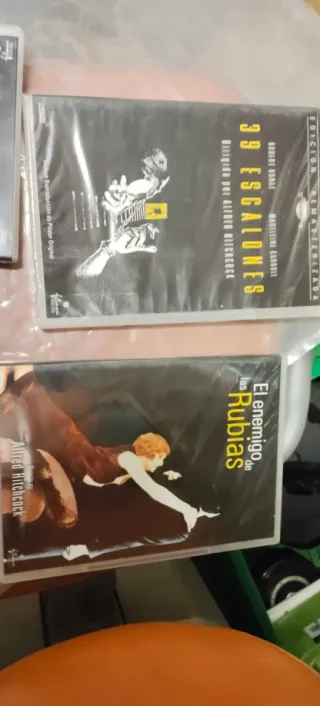 EDICIÓN REMASTERIZADA
ROBERT DONAT MADELEINE CARROLL
39 ESCALONES
Dirigida por ALFRED HITCHCOCK
El enemigo de
las Rubias
Alfred Hitchcock